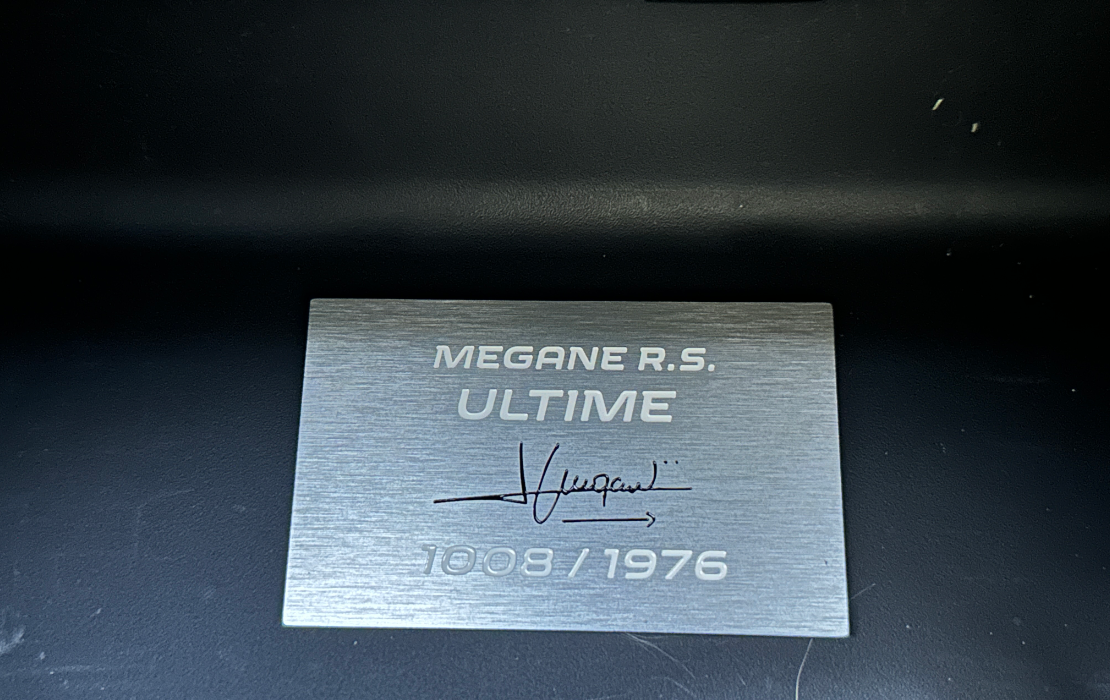 MEGANE R.S.
ULTIME
1008 / 1976